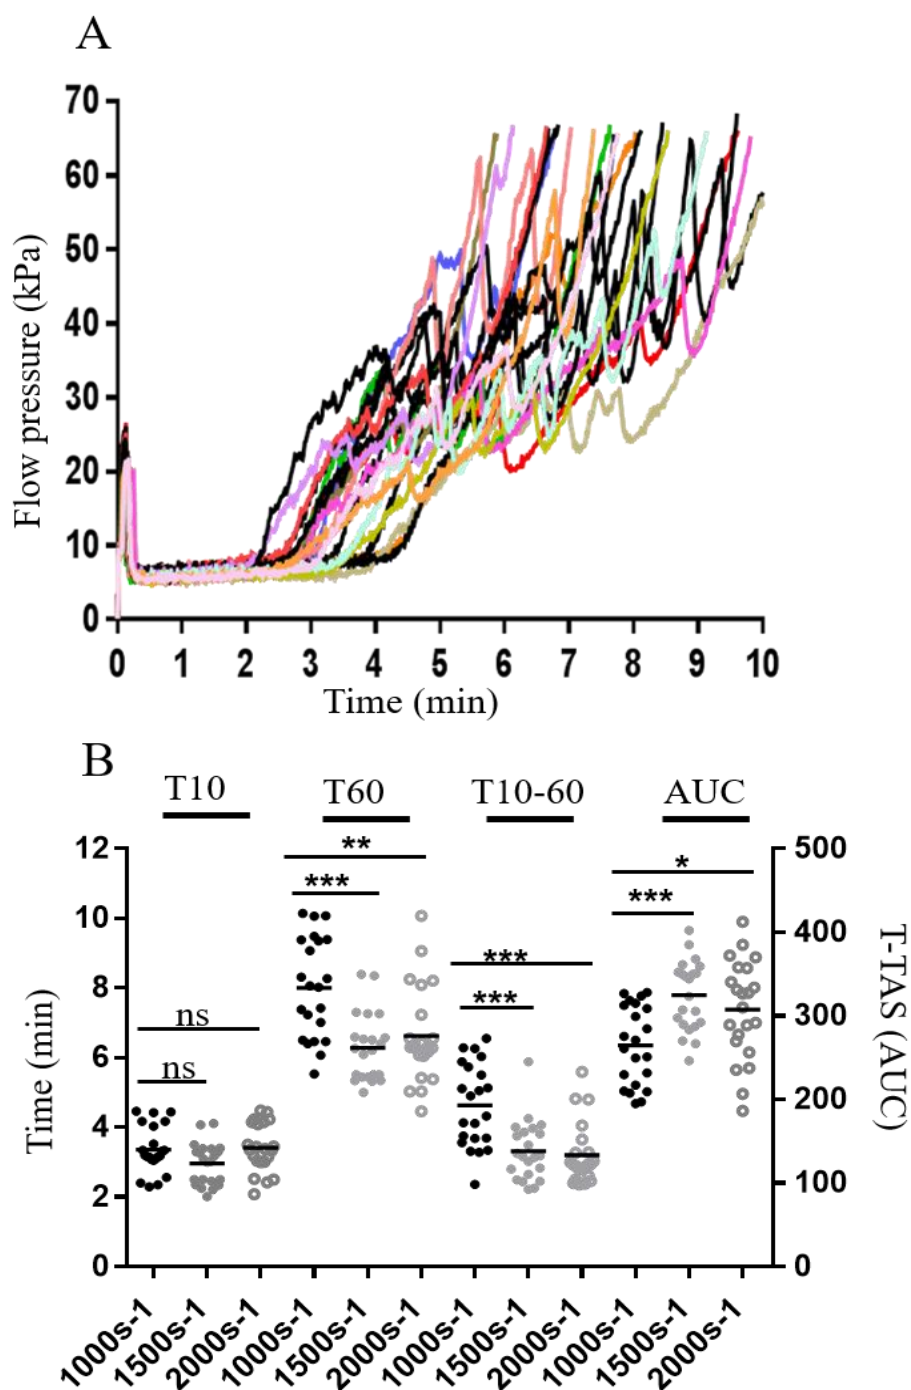 A
70
60
50
40
30
20
10
0
Flow pressure (kPa)
0 1 2 3 4 5 6 7 8 9 10
Time (min)
B
T10 T60 T10-60 AUC
12
10
8
6
4
2
0
Time (min)
ns
ns
**
***
***
***
*
***
500
400
300
200
100
0
T-TAS (AUC)
1000s-1 1500s-1 2000s-1 1000s-1 1500s-1 2000s-1 1000s-1 1500s-1 2000s-1 1000s-1 1500s-1 2000s-1